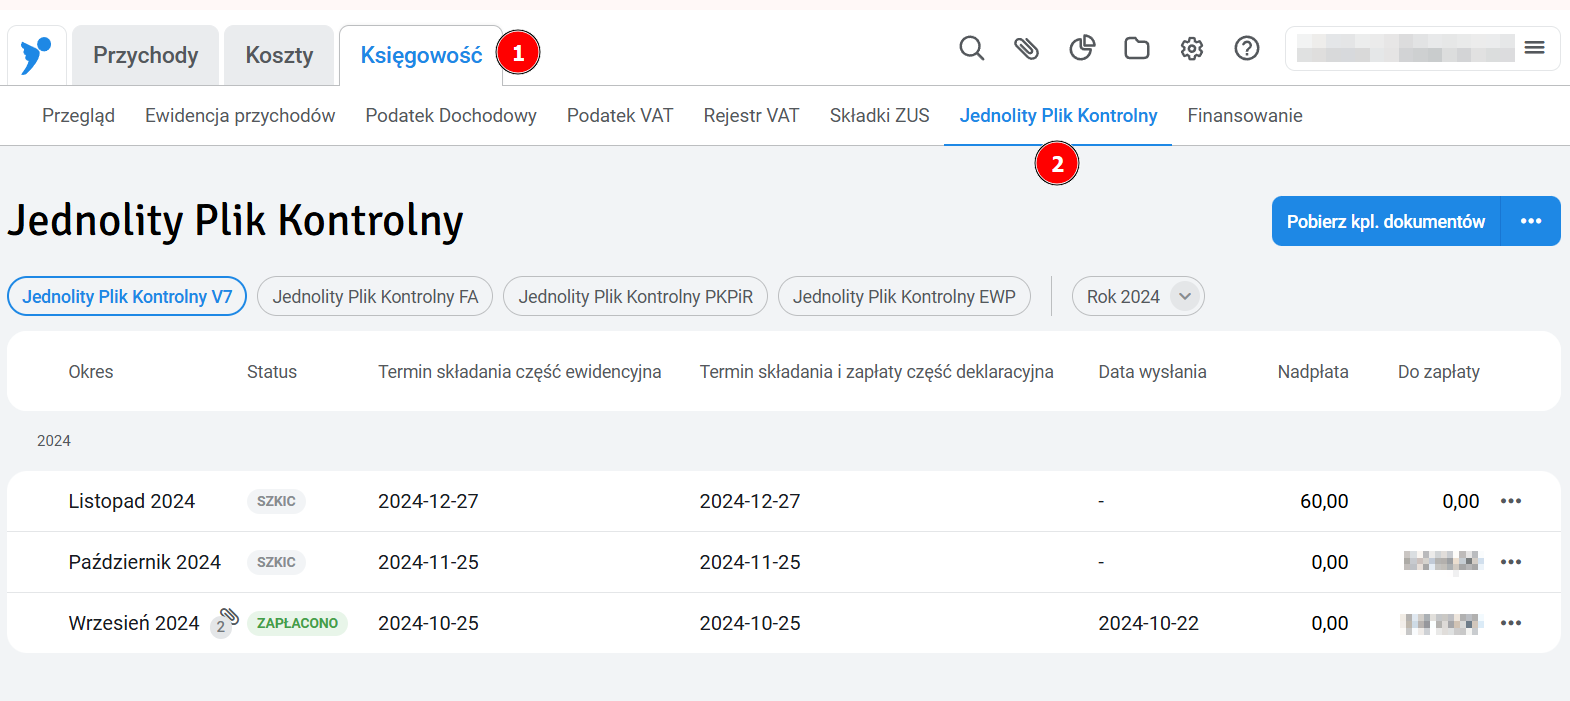 Przychody Koszty Księgowość 1
Przegląd Ewidencja przychodów Podatek Dochodowy Podatek VAT Rejestr VAT Składki ZUS Jednolity Plik Kontrolny Finansowanie
2
Jednolity Plik Kontrolny
Pobierz kpl. dokumentów
Jednolity Plik Kontrolny V7 Jednolity Plik Kontrolny FA Jednolity Plik Kontrolny PKPiR Jednolity Plik Kontrolny EWP Rok 2024
Okres Status Termin składania część ewidencyjna Termin składania i zapłaty część deklaracyjna Data wysłania Nadpłata Do zapłaty
2024
Listopad 2024 SZKIC 2024-12-27 2024-12-27 - 60,00 0,00
Październik 2024 SZKIC 2024-11-25 2024-11-25 - 0,00
Wrzesień 2024 2 ZAPŁACONO 2024-10-25 2024-10-25 2024-10-22 0,00